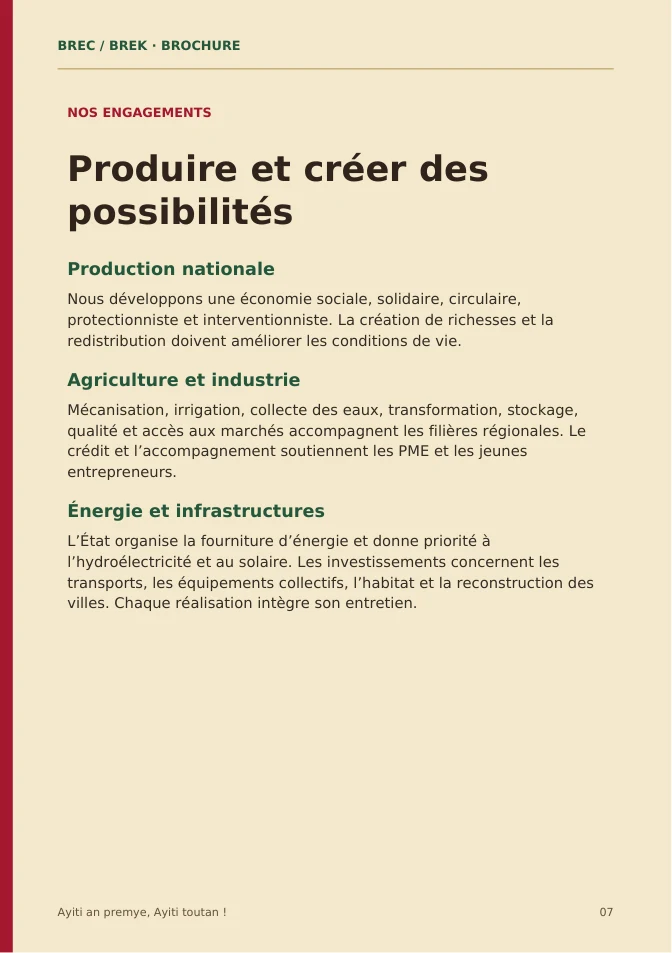 BREC / BREK · BROCHURE
NOS ENGAGEMENTS
Produire et créer des
possibilités
Production nationale
Nous développons une économie sociale, solidaire, circulaire,
protectionniste et interventionniste. La création de richesses et la
redistribution doivent améliorer les conditions de vie.
Agriculture et industrie
Mécanisation, irrigation, collecte des eaux, transformation, stockage,
qualité et accès aux marchés accompagnent les filières régionales. Le
crédit et l’accompagnement soutiennent les PME et les jeunes
entrepreneurs.
Énergie et infrastructures
L’État organise la fourniture d’énergie et donne priorité à
l’hydroélectricité et au solaire. Les investissements concernent les
transports, les équipements collectifs, l’habitat et la reconstruction des
villes. Chaque réalisation intègre son entretien.
Ayiti an premye, Ayiti toutan !
07